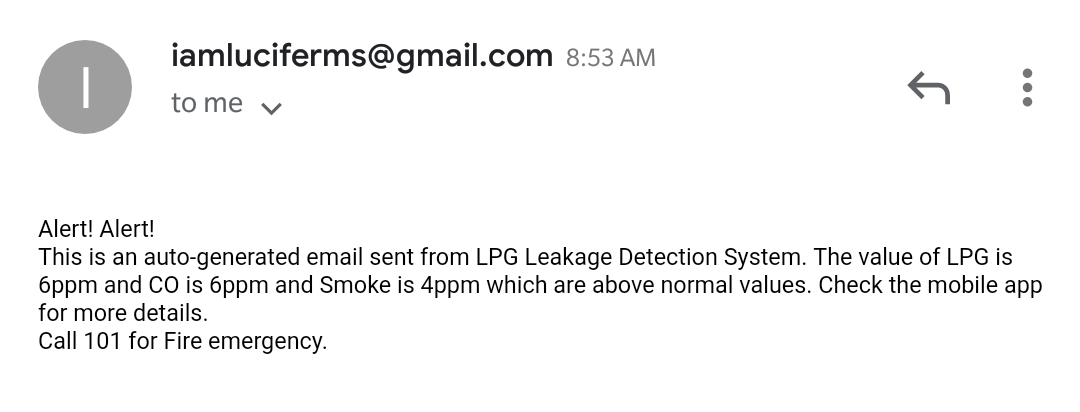 I
iamluciferms@gmail.com 8:53 AM
to me
Alert! Alert!
This is an auto-generated email sent from LPG Leakage Detection System. The value of LPG is
6ppm and CO is 6ppm and Smoke is 4ppm which are above normal values. Check the mobile app
for more details.
Call 101 for Fire emergency.